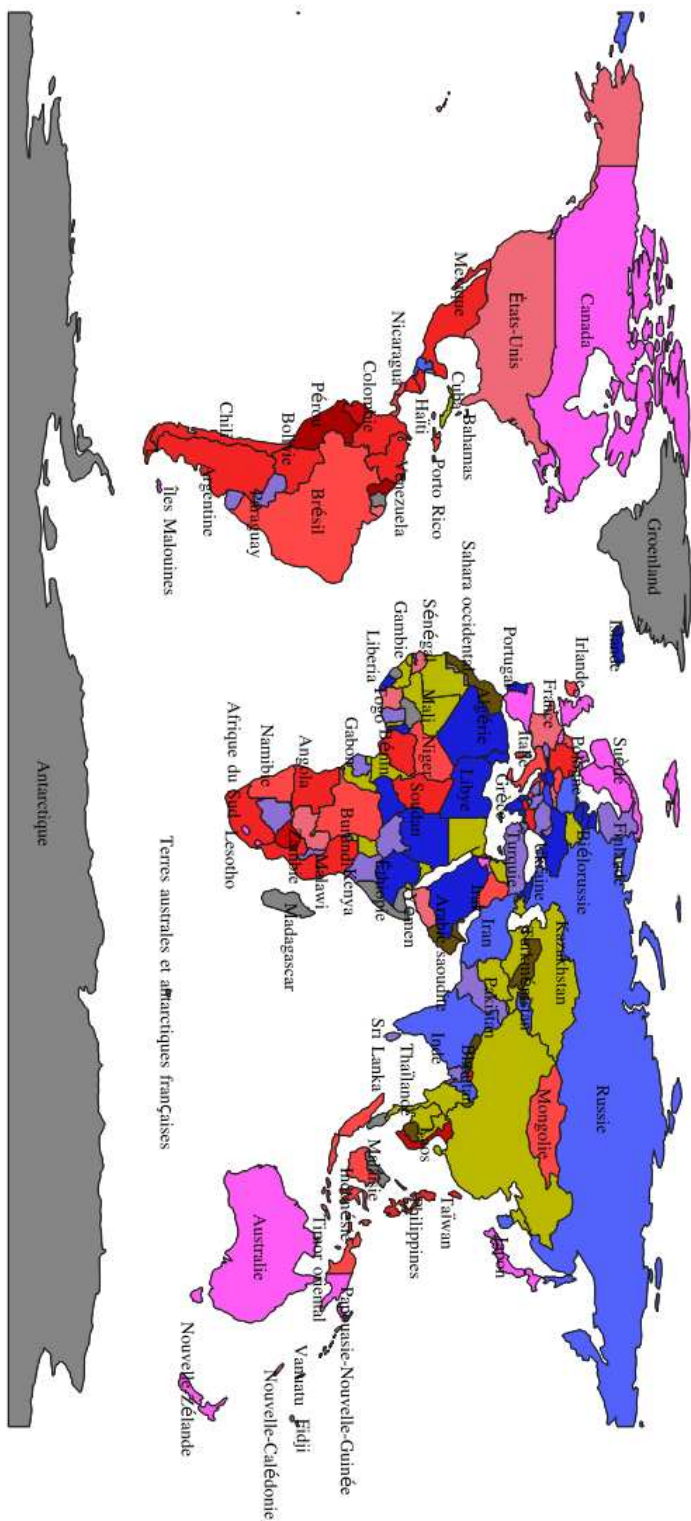 Groenland
Canada
Islande
Suède
Finlande
Russie
États-Unis
Irlande
France
Pologne
Biélorussie
Ukraine
Kazakhstan
Mongolie
Mexique
Cuba
Bahamas
Haïti
Porto Rico
Nicaragua
Portugal
Italie
Grèce
Turquie
Irak
Iran
Pakistan
Japon
Sahara occidental
Algérie
Libye
Arabie saoudite
Inde
Laos
Taïwan
Sénégal
Gambie
Mali
Niger
Soudan
Yémen
Thaïlande
Philippines
Colombie
Venezuela
Liberia
Togo
Bénin
Éthiopie
Sri Lanka
Malaisie
Pérou
Brésil
Gabon
Burundi
Kenya
Indonésie
Timor oriental
Papouasie-Nouvelle-Guinée
Bolivie
Angola
Zambie
Malawi
Madagascar
Vanuatu
Fidji
Chili
Paraguay
Namibie
Australie
Nouvelle-Calédonie
Argentine
Afrique du Sud
Lesotho
Nouvelle-Zélande
Îles Malouines
Terres australes et antarctiques françaises
Antarctique